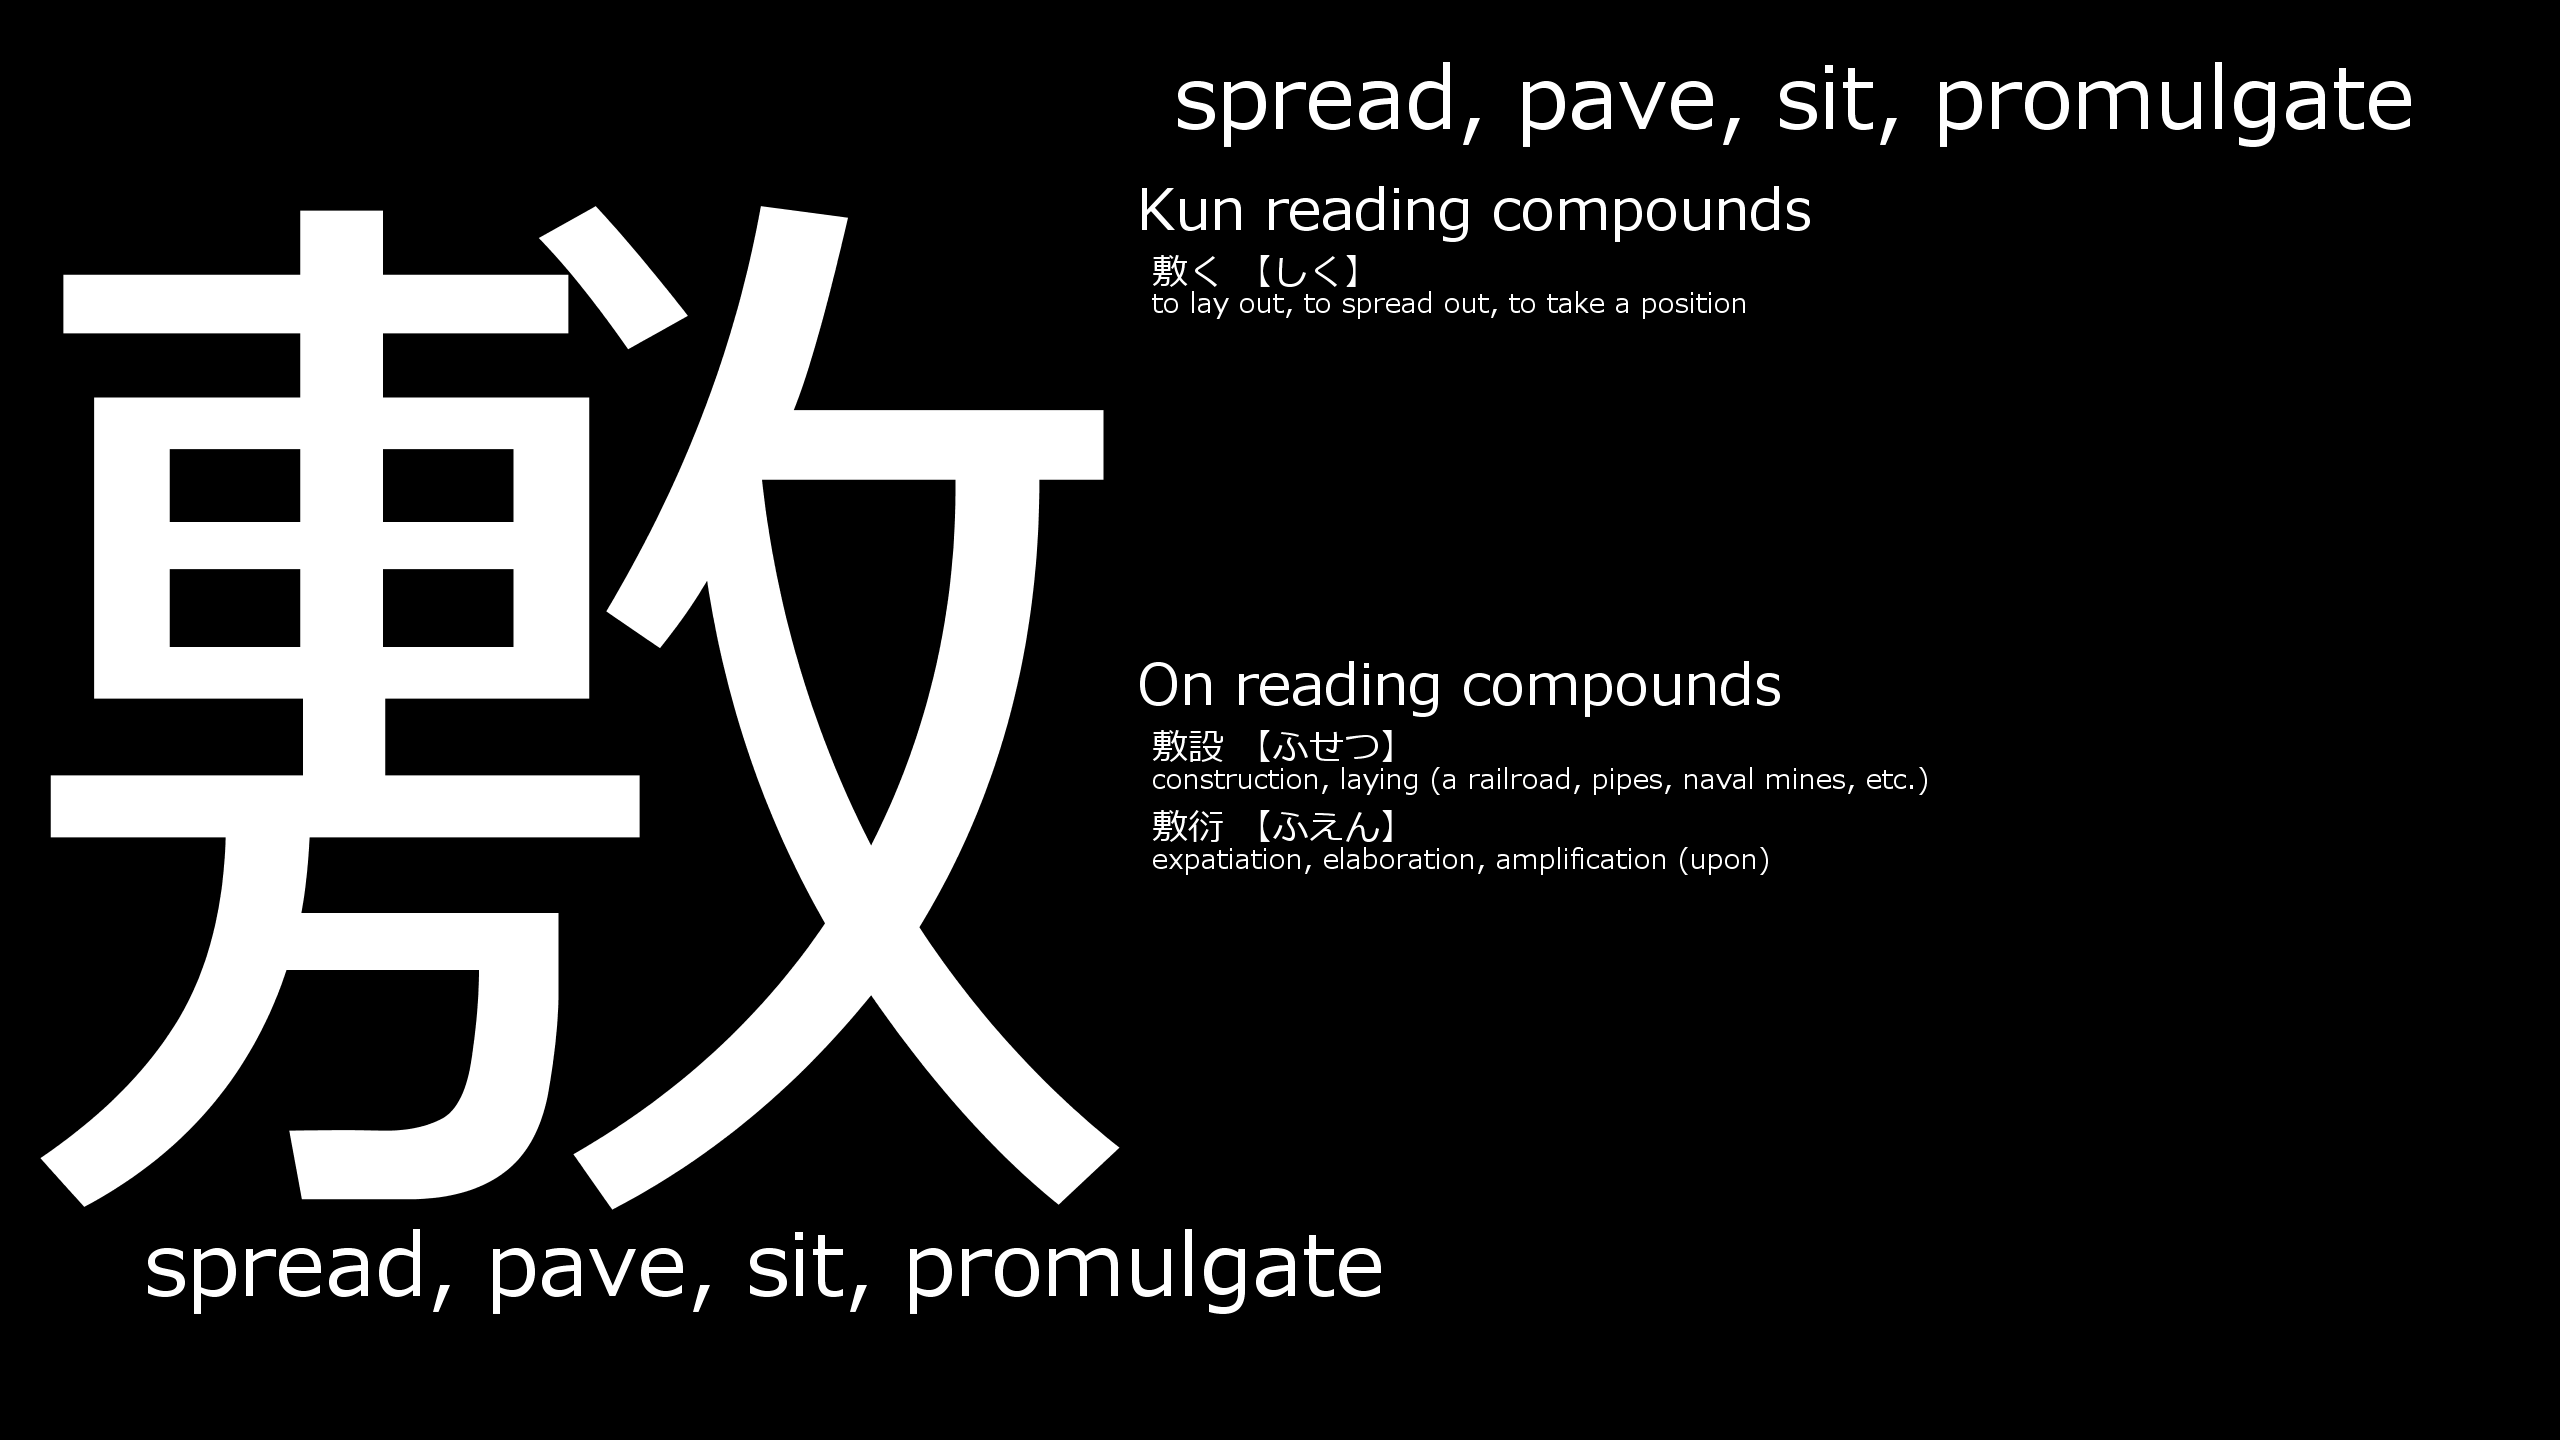 敷
spread, pave, sit, promulgate
spread, pave, sit, promulgate
Kun reading compounds
敷く 【しく】
to lay out, to spread out, to take a position
On reading compounds
敷設 【ふせつ】
construction, laying (a railroad, pipes, naval mines, etc.)
敷衍 【ふえん】
expatiation, elaboration, amplification (upon)